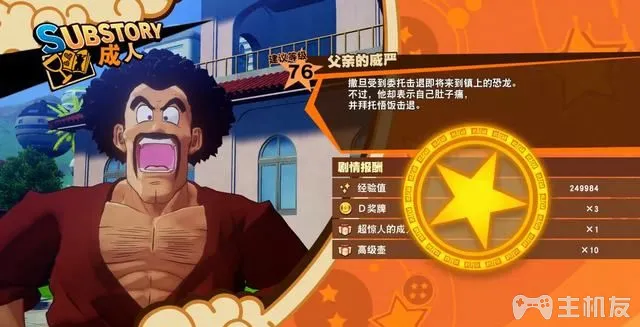 SUBSTORY
成人
建议等级
76
父亲的威严
撒旦受到委托击退即将来到镇上的恐龙。
不过，他却表示自己肚子痛，
并拜托悟饭击退。
剧情报酬
经验值 249984
D奖牌 ×3
超惊人的成 ×1
高级壶 ×10
主机友